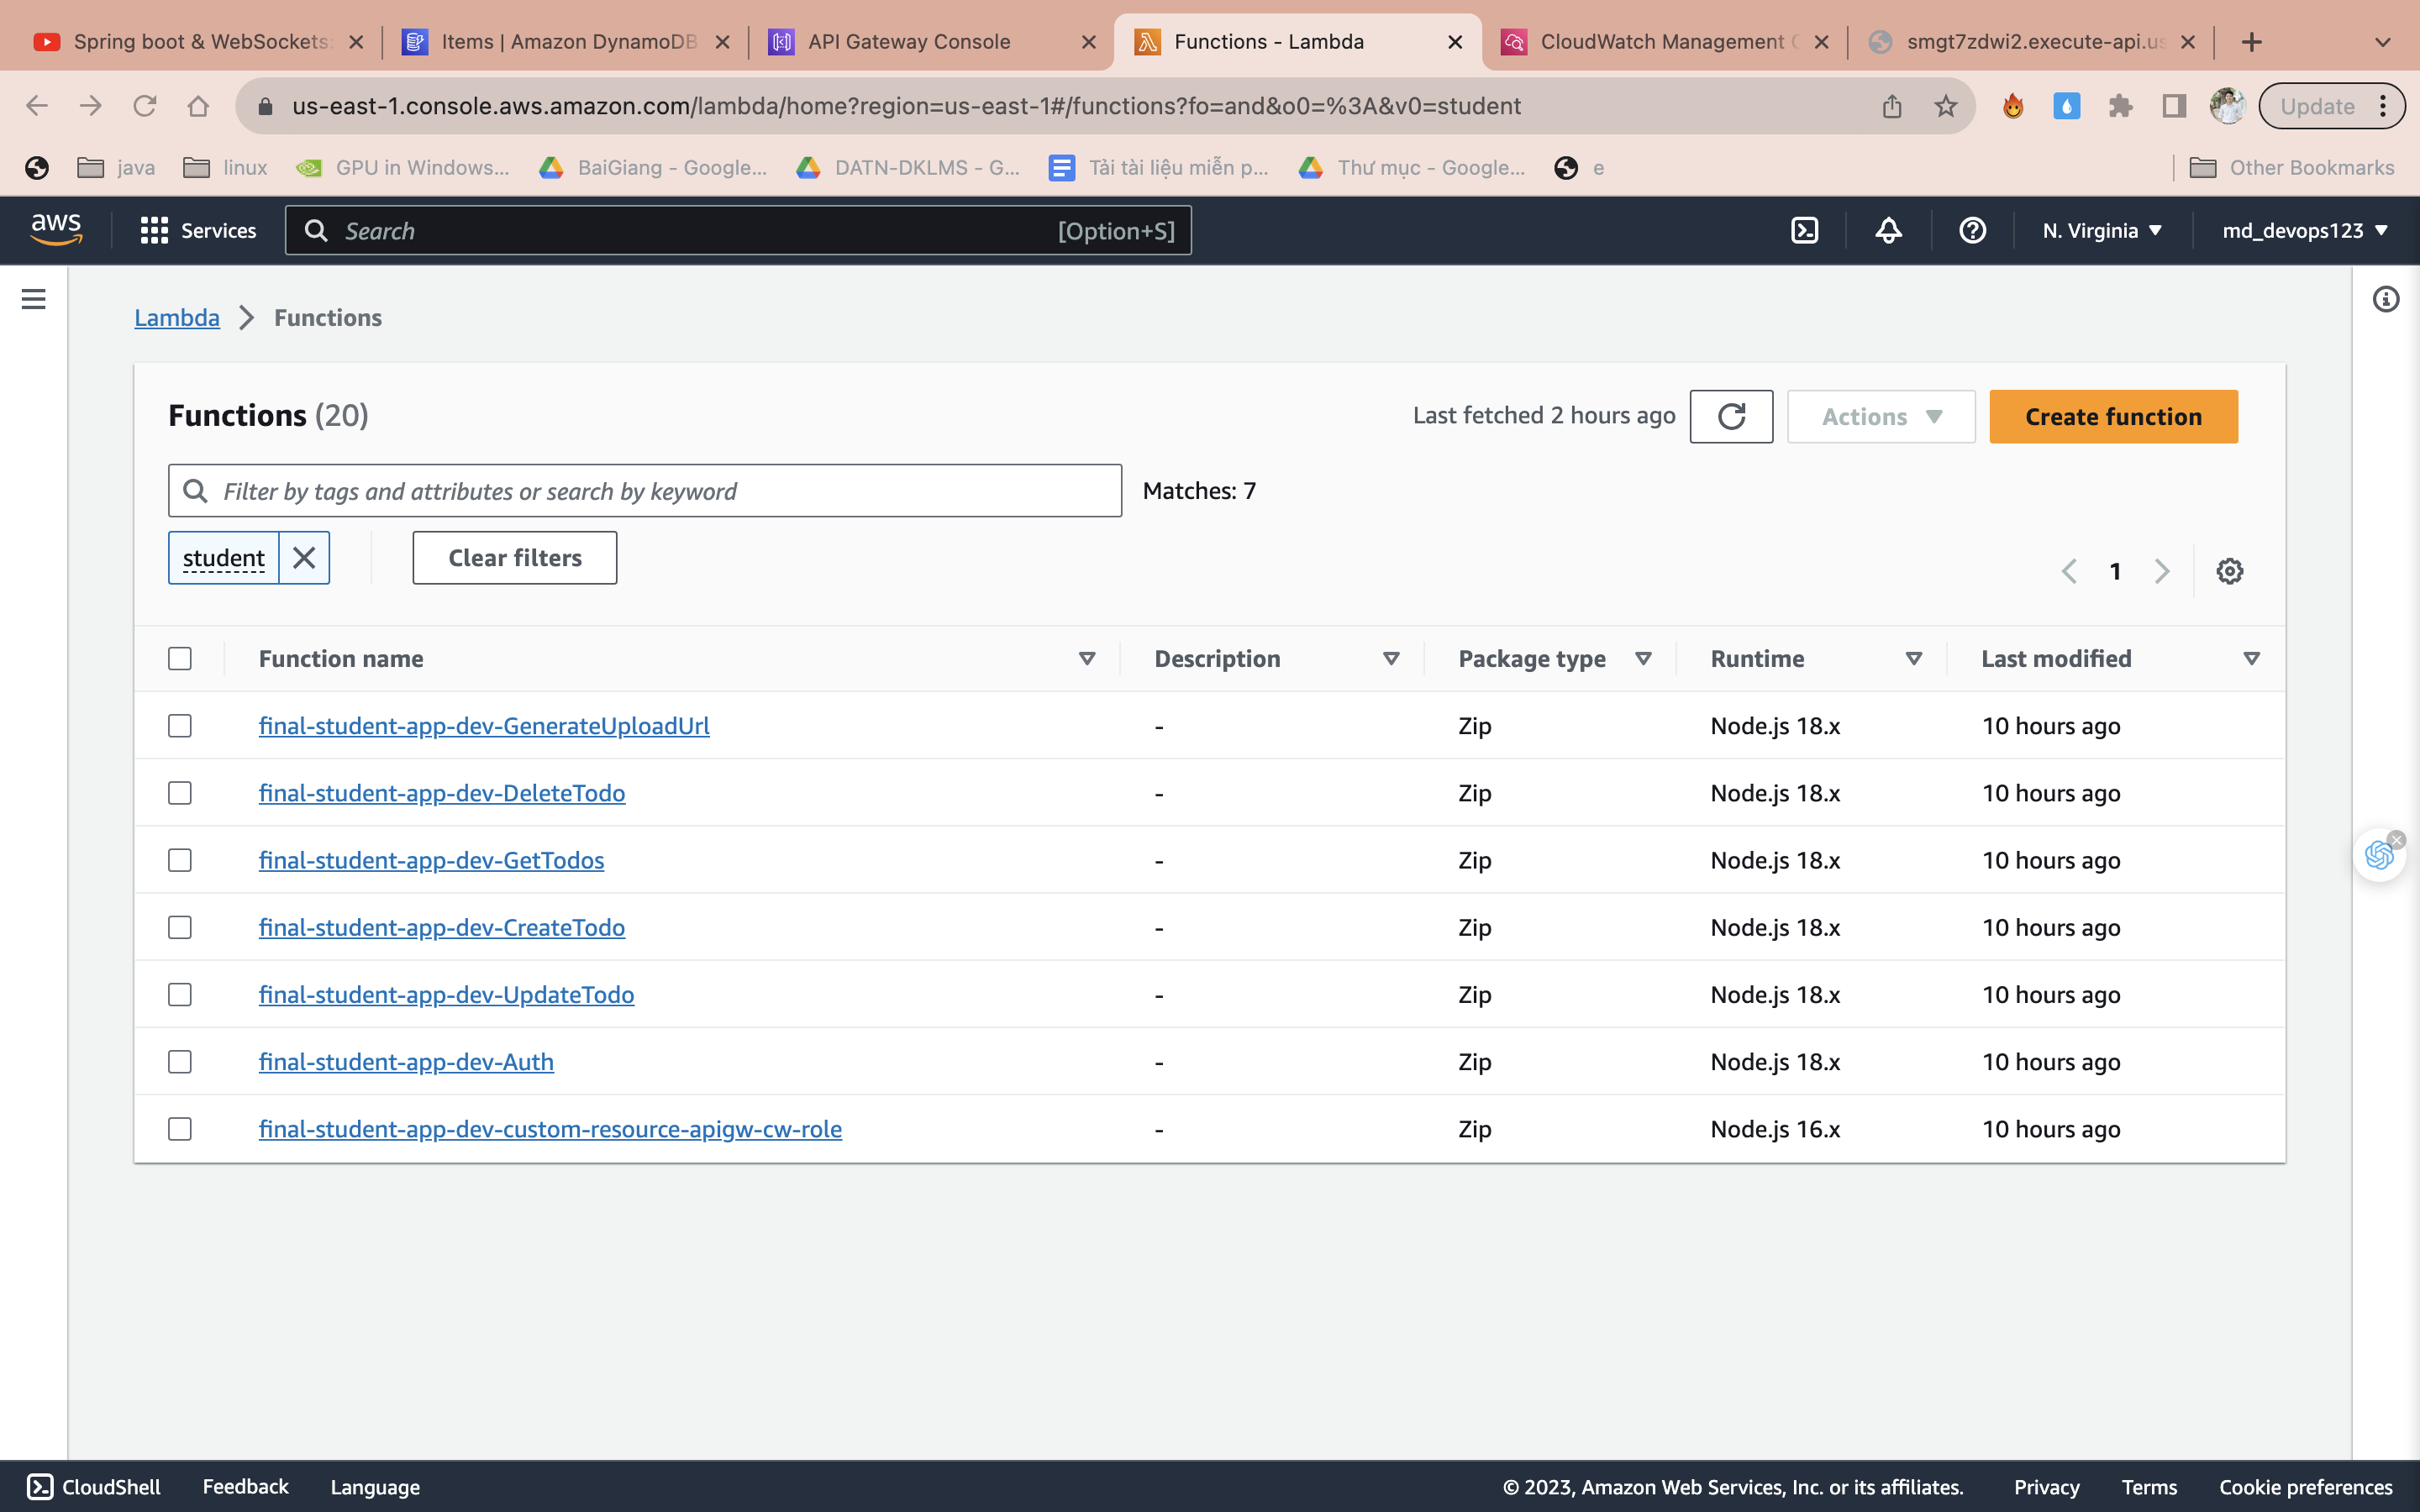 Spring boot & WebSockets:
Items | Amazon DynamoDB
API Gateway Console
Functions - Lambda
CloudWatch Management C
smgt7zdwi2.execute-api.us
us-east-1.console.aws.amazon.com/lambda/home?region=us-east-1#/functions?fo=and&o0=%3A&v0=student
Update
java
linux
GPU in Windows...
BaiGiang - Google...
DATN-DKLMS - G...
Tải tài liệu miễn p...
Thư mục - Google...
e
Other Bookmarks
aws
Services
Search
[Option+S]
N. Virginia
md_devops123
Lambda
Functions
Functions (20)
Last fetched 2 hours ago
Actions
Create function
Filter by tags and attributes or search by keyword
Matches: 7
student
Clear filters
1
Function name Description Package type Runtime Last modified
final-student-app-dev-GenerateUploadUrl - Zip Node.js 18.x 10 hours ago
final-student-app-dev-DeleteTodo - Zip Node.js 18.x 10 hours ago
final-student-app-dev-GetTodos - Zip Node.js 18.x 10 hours ago
final-student-app-dev-CreateTodo - Zip Node.js 18.x 10 hours ago
final-student-app-dev-UpdateTodo - Zip Node.js 18.x 10 hours ago
final-student-app-dev-Auth - Zip Node.js 18.x 10 hours ago
final-student-app-dev-custom-resource-apigw-cw-role - Zip Node.js 16.x 10 hours ago
CloudShell
Feedback
Language
© 2023, Amazon Web Services, Inc. or its affiliates.
Privacy
Terms
Cookie preferences